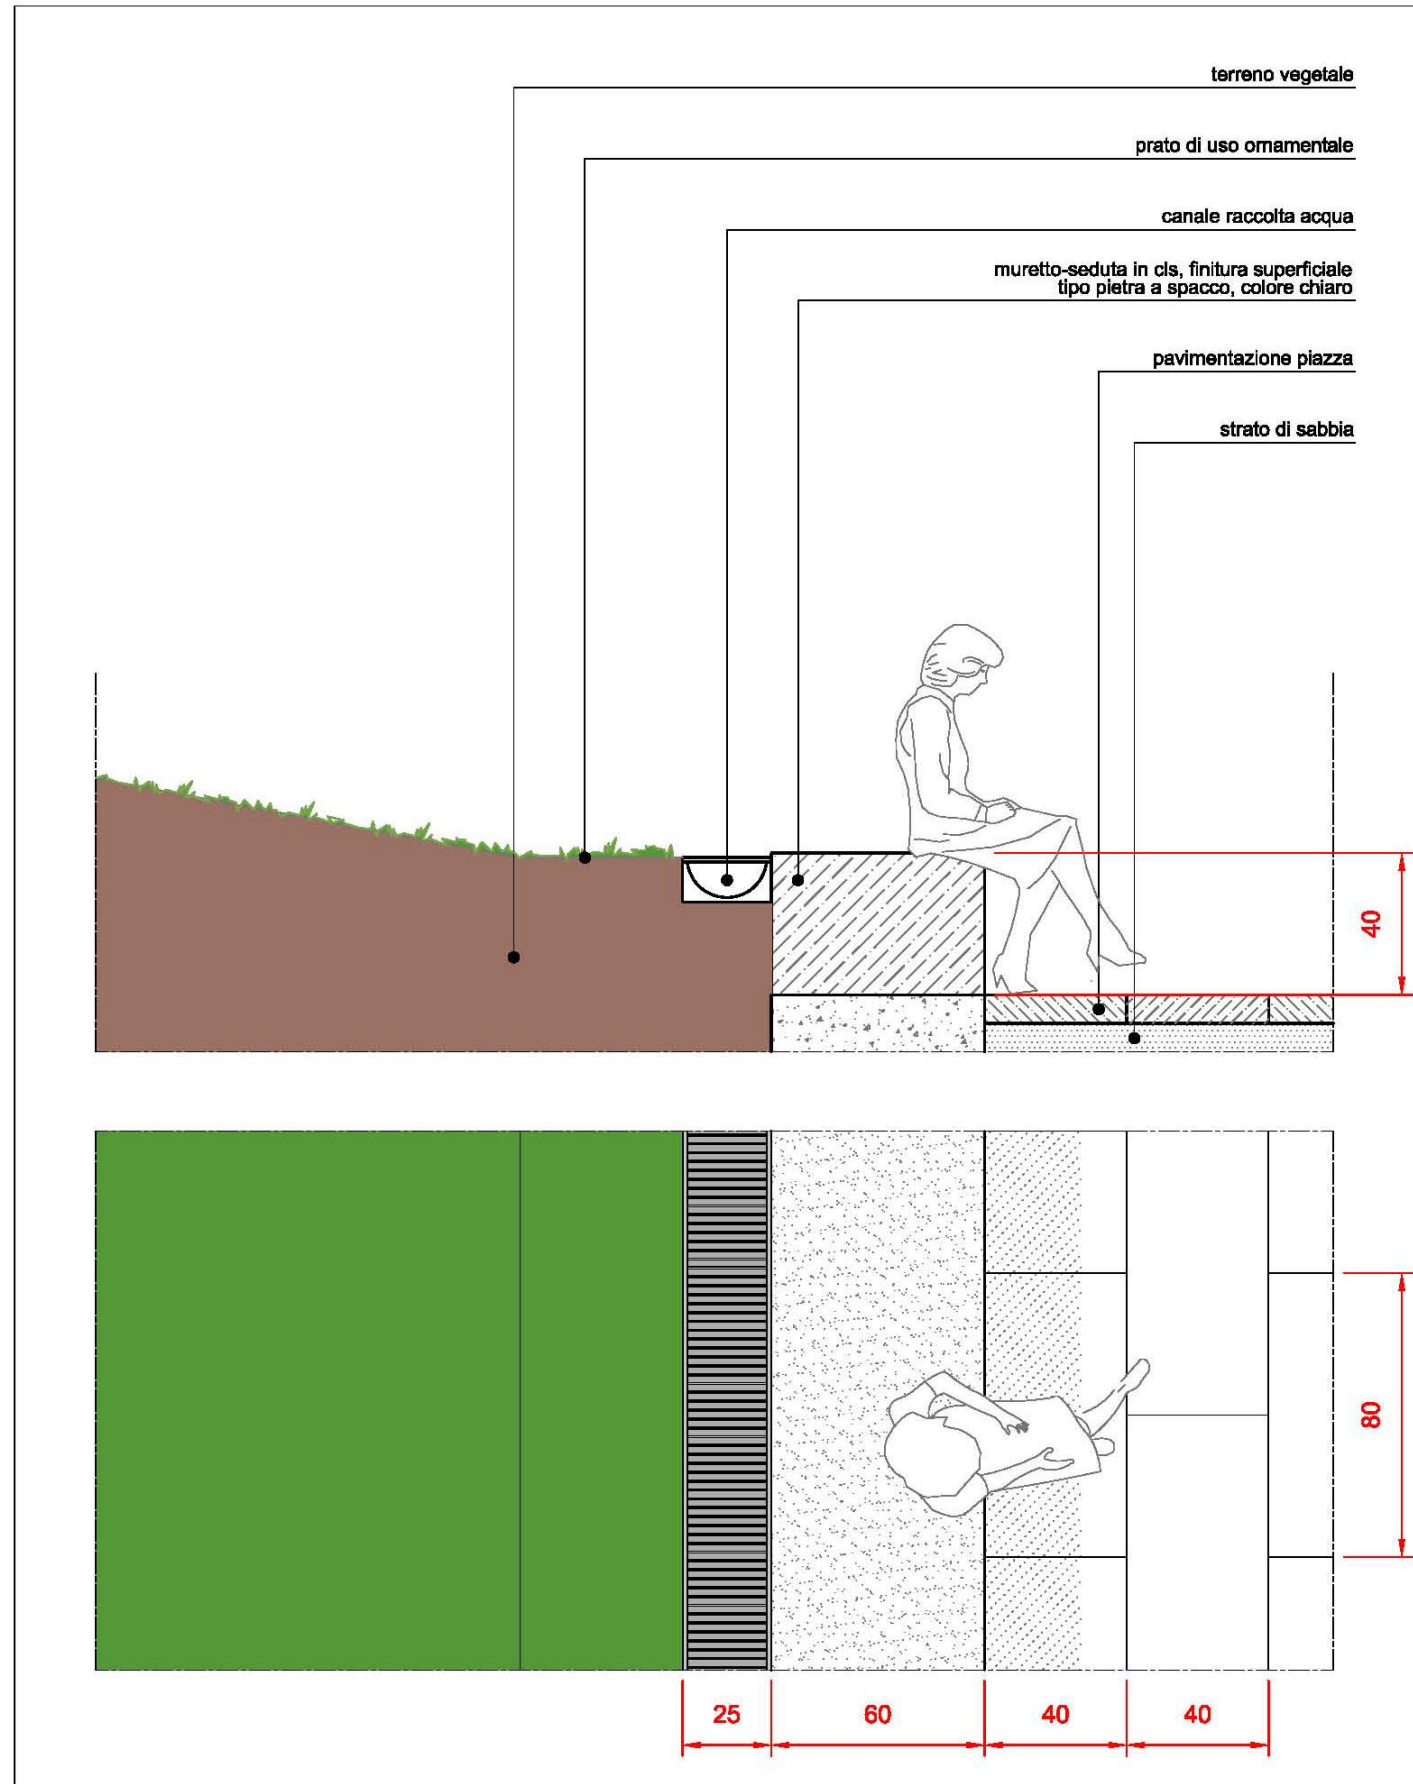 terreno vegetale
prato di uso ornamentale
canale raccolta acqua
muretto-seduta in cls, finitura superficiale
tipo pietra a spacco, colore chiaro
pavimentazione piazza
strato di sabbia
40
80
25
60
40
40